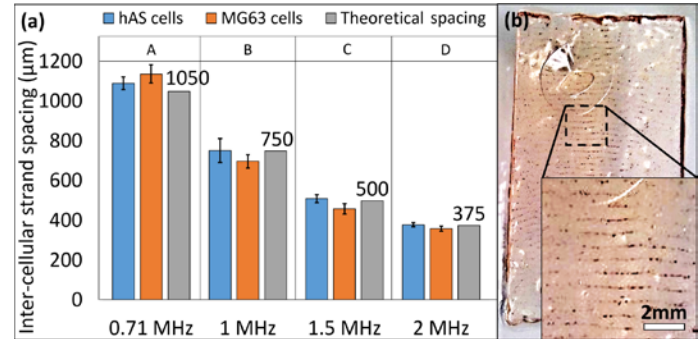 (a)
hAS cells MG63 cells Theoretical spacing
A B C D
Inter-cellular strand spacing (µm)
1200
1000
800
600
400
200
0
1050
750
500
375
0.71 MHz 1 MHz 1.5 MHz 2 MHz
(b)
2mm